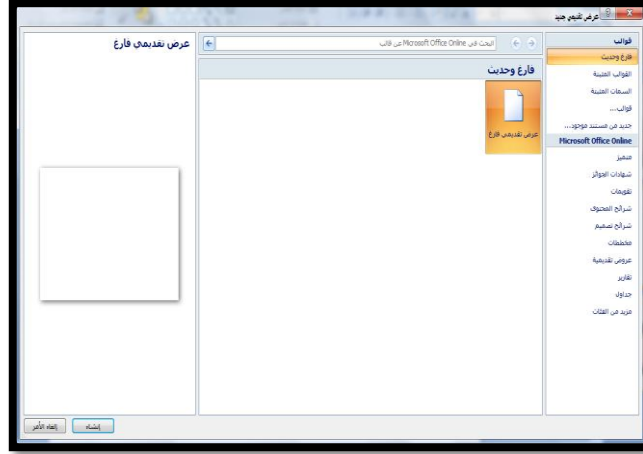 عرض تقديمي جديد
قوالب
فارغ وحديث
القوالب المثبتة
السمات المثبتة
قوالب...
جديد من مستند موجود...
Microsoft Office Online
متميز
شهادات الجوائز
تقويمات
شرائح المحتوى
شرائح تصميم
مخططات
عروض تقديمية
تقارير
جداول
مزيد من الفئات
البحث في Microsoft Office Online عن قالب
فارغ وحديث
عرض تقديمي فارغ
عرض تقديمي فارغ
إنشاء
إلغاء الأمر